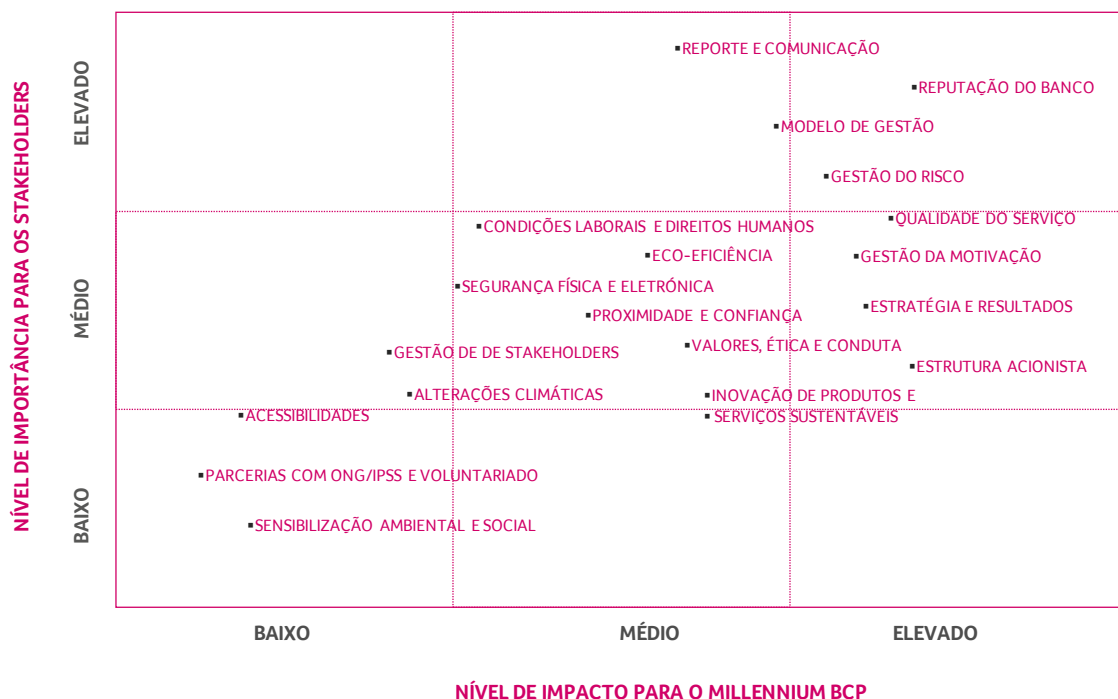 NÍVEL DE IMPORTÂNCIA PARA OS STAKEHOLDERS
ELEVADO
MÉDIO
BAIXO
REPORTE E COMUNICAÇÃO
REPUTAÇÃO DO BANCO
MODELO DE GESTÃO
GESTÃO DO RISCO
QUALIDADE DO SERVIÇO
CONDIÇÕES LABORAIS E DIREITOS HUMANOS
ECO-EFICIÊNCIA
GESTÃO DA MOTIVAÇÃO
SEGURANÇA FÍSICA E ELETRÓNICA
ESTRATÉGIA E RESULTADOS
PROXIMIDADE E CONFIANÇA
VALORES, ÉTICA E CONDUTA
GESTÃO DE DE STAKEHOLDERS
ESTRUTURA ACIONISTA
ALTERAÇÕES CLIMÁTICAS
INOVAÇÃO DE PRODUTOS E
SERVIÇOS SUSTENTÁVEIS
ACESSIBILIDADES
PARCERIAS COM ONG/IPSS E VOLUNTARIADO
SENSIBILIZAÇÃO AMBIENTAL E SOCIAL
BAIXO
MÉDIO
ELEVADO
NÍVEL DE IMPACTO PARA O MILLENNIUM BCP